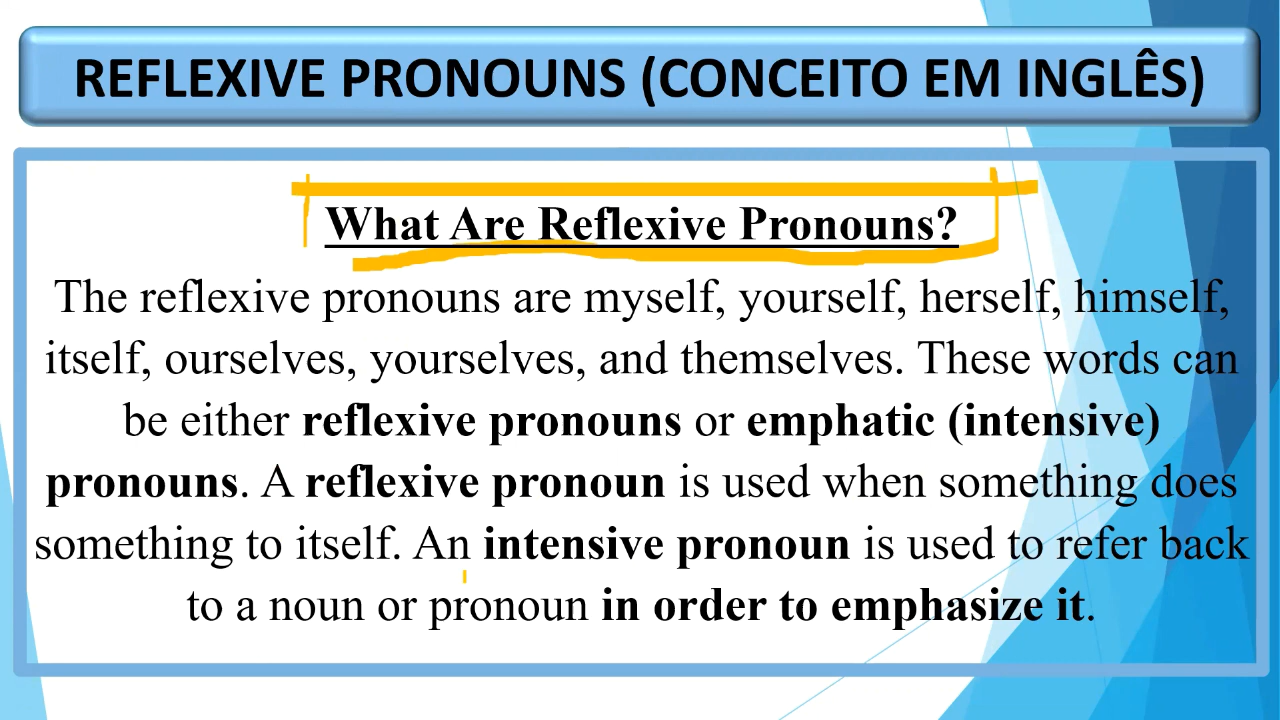 REFLEXIVE PRONOUNS (CONCEITO EM INGLÊS)
What Are Reflexive Pronouns?
The reflexive pronouns are myself, yourself, herself, himself,
itself, ourselves, yourselves, and themselves. These words can
be either reflexive pronouns or emphatic (intensive)
pronouns. A reflexive pronoun is used when something does
something to itself. An intensive pronoun is used to refer back
to a noun or pronoun in order to emphasize it.